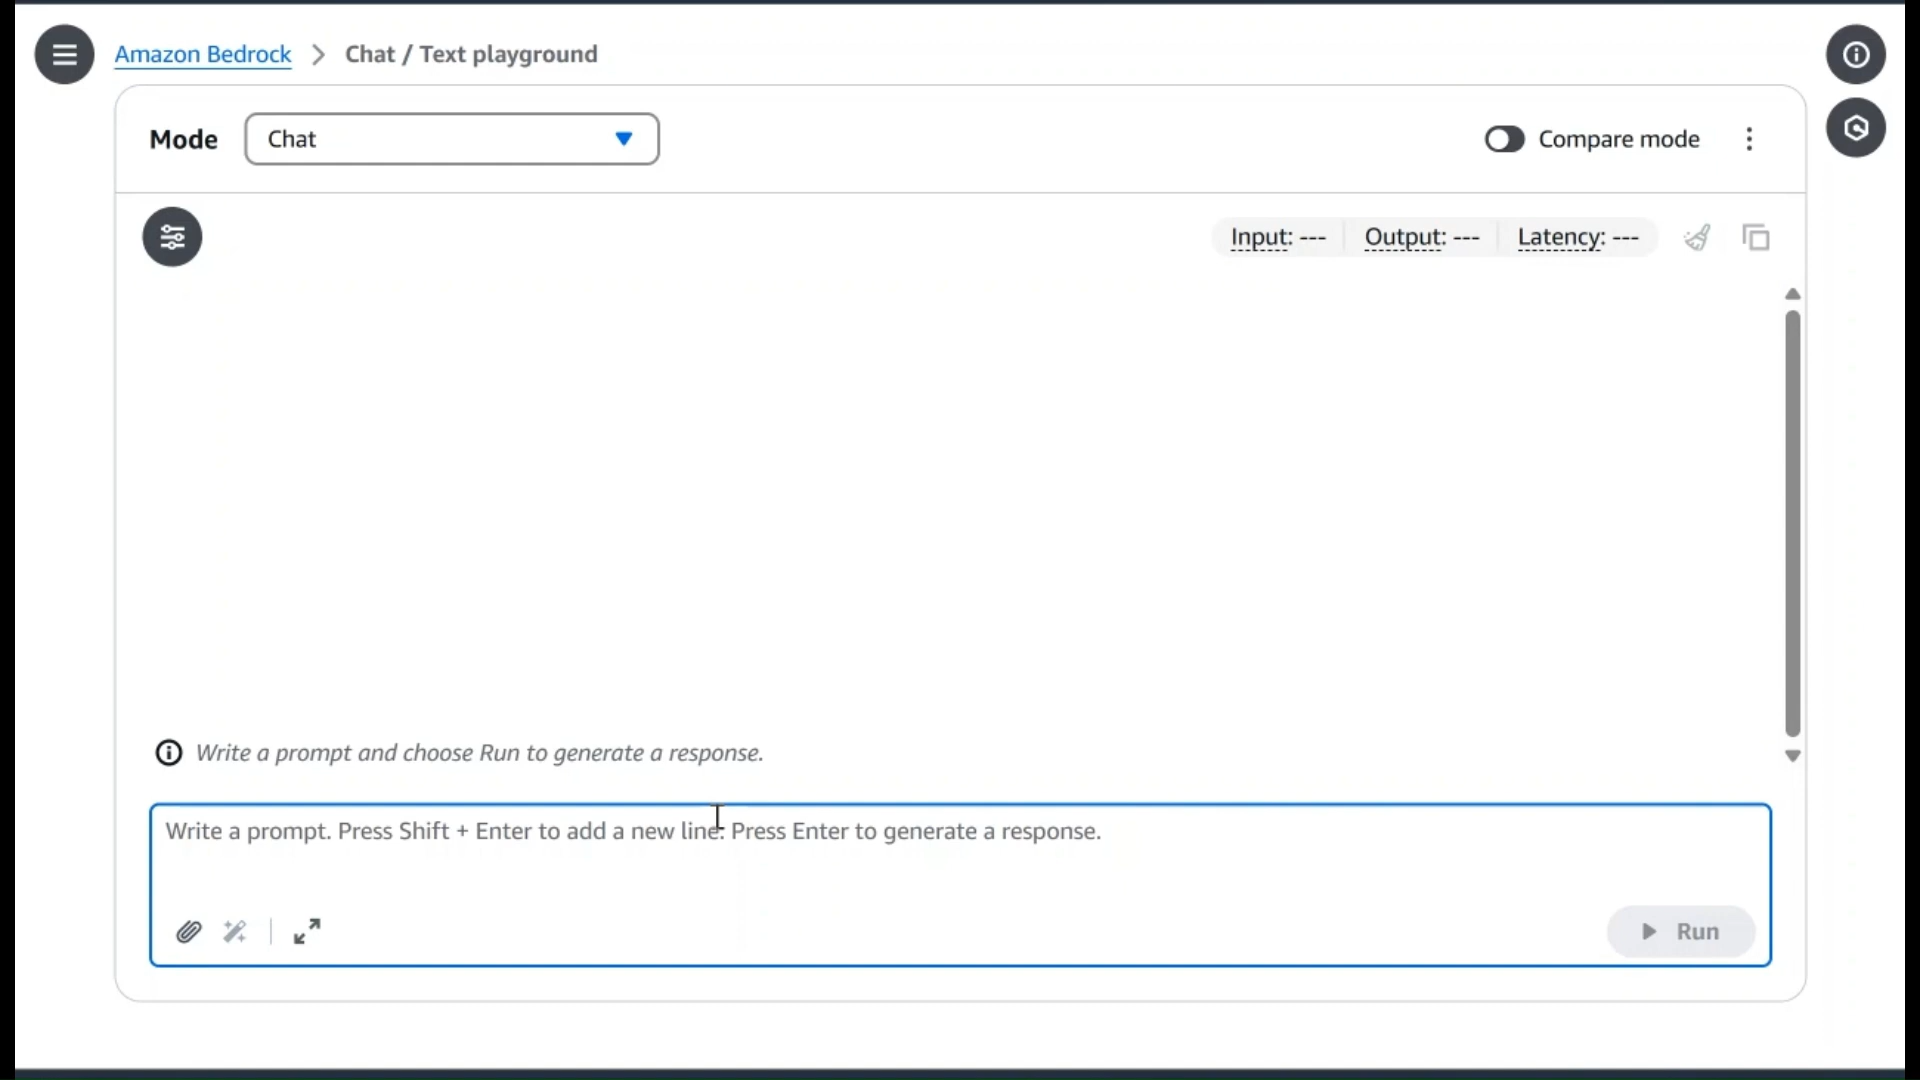 Amazon Bedrock > Chat / Text playground
Mode Chat Compare mode
Input: --- Output: --- Latency: ---
Write a prompt and choose Run to generate a response.
Write a prompt. Press Shift + Enter to add a new line. Press Enter to generate a response.
Run